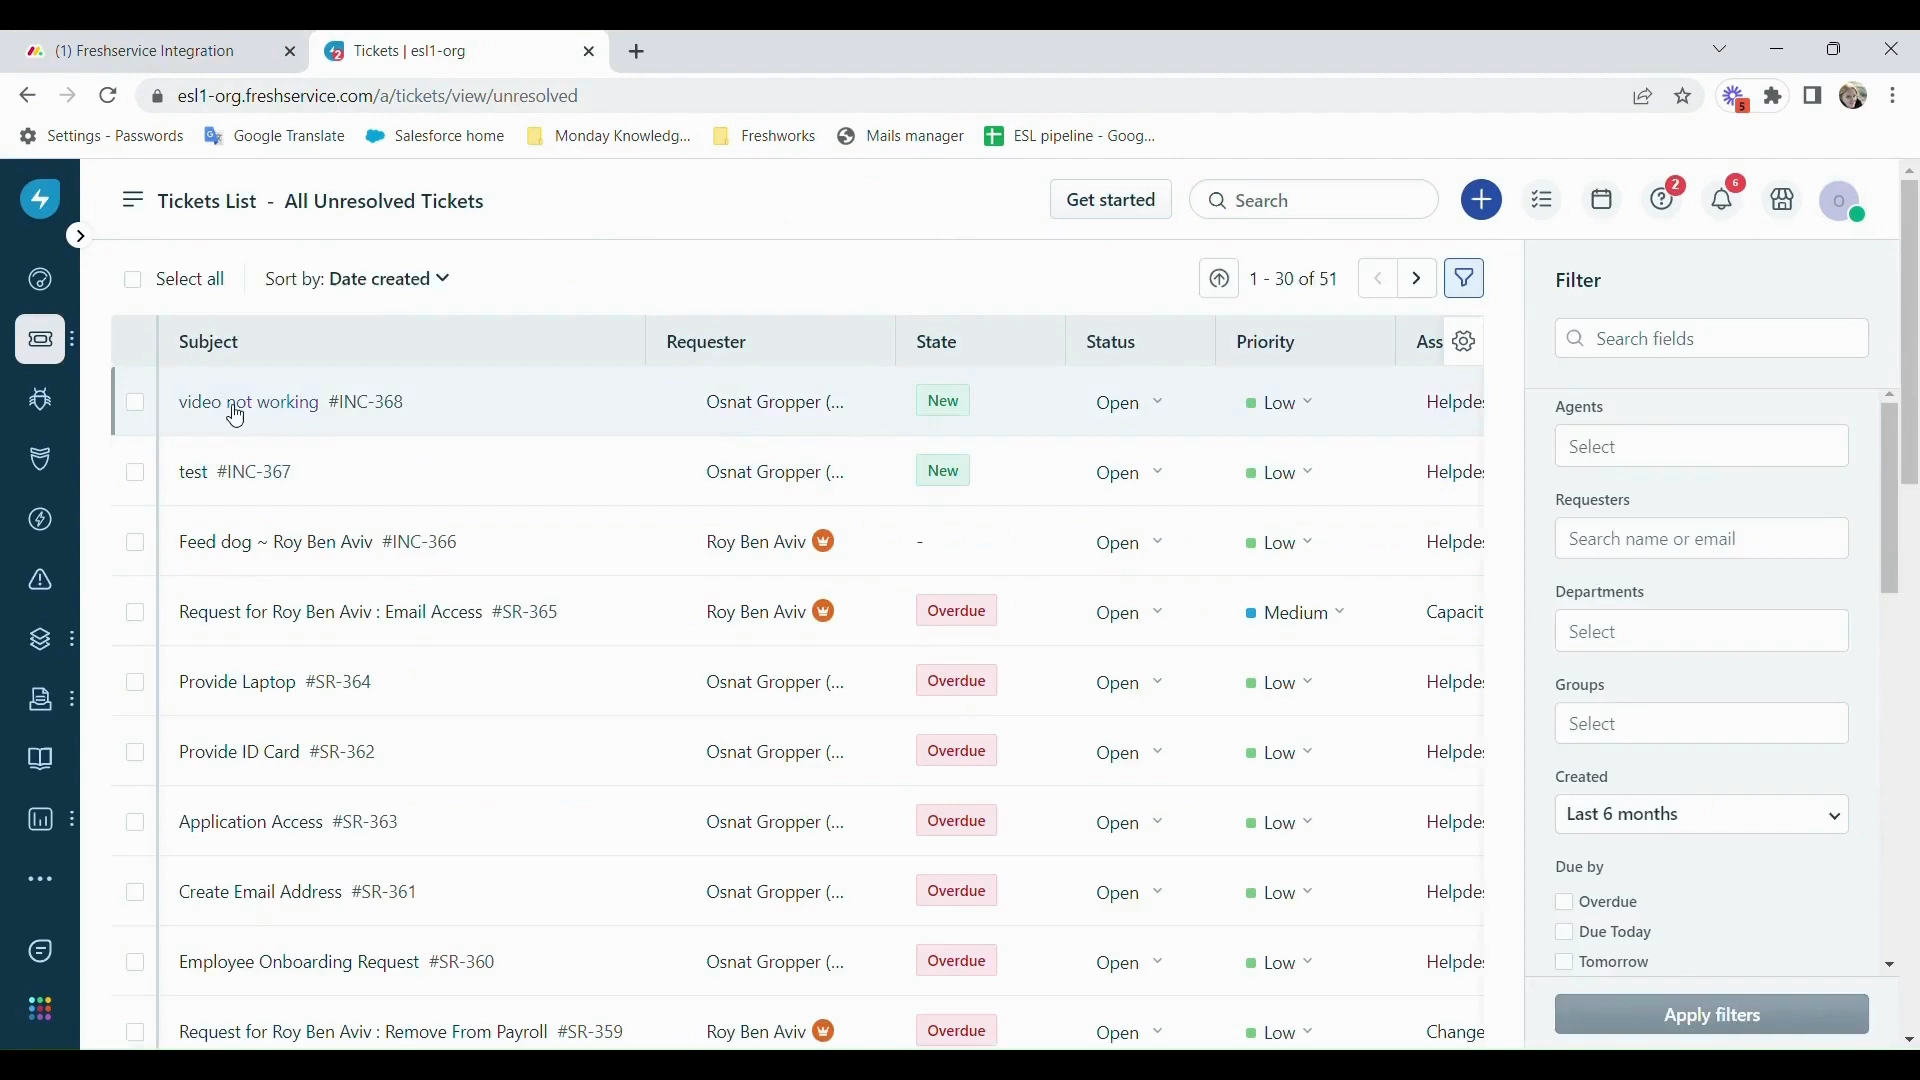 (1) Freshservice Integration
Tickets | esl1-org
esl1-org.freshservice.com/a/tickets/view/unresolved
5
Settings - Passwords
Google Translate
Salesforce home
Monday Knowledg...
Freshworks
Mails manager
ESL pipeline - Goog...
Tickets List - All Unresolved Tickets
Get started
Search
2
6
O
Select all
Sort by: Date created
1 - 30 of 51
Filter
Search fields
Subject Requester State Status Priority Ass
video not working #INC-368 Osnat Gropper (... New Open Low Helpde
test #INC-367 Osnat Gropper (... New Open Low Helpde
Feed dog ~ Roy Ben Aviv #INC-366 Roy Ben Aviv - Open Low Helpde
Request for Roy Ben Aviv : Email Access #SR-365 Roy Ben Aviv Overdue Open Medium Capacit
Provide Laptop #SR-364 Osnat Gropper (... Overdue Open Low Helpde
Provide ID Card #SR-362 Osnat Gropper (... Overdue Open Low Helpde
Application Access #SR-363 Osnat Gropper (... Overdue Open Low Helpde
Create Email Address #SR-361 Osnat Gropper (... Overdue Open Low Helpde
Employee Onboarding Request #SR-360 Osnat Gropper (... Overdue Open Low Helpde
Request for Roy Ben Aviv : Remove From Payroll #SR-359 Roy Ben Aviv Overdue Open Low Change
Agents
Select
Requesters
Search name or email
Departments
Select
Groups
Select
Created
Last 6 months
Due by
Overdue
Due Today
Tomorrow
Apply filters